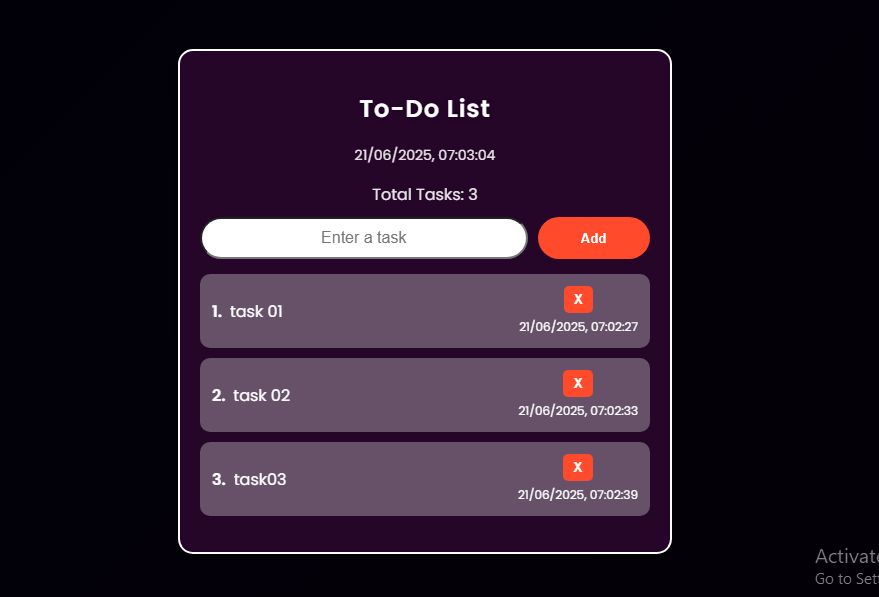 To-Do List
21/06/2025, 07:03:04
Total Tasks: 3
Enter a task
Add
1. task 01
X
21/06/2025, 07:02:27
2. task 02
X
21/06/2025, 07:02:33
3. task03
X
21/06/2025, 07:02:39
Activate
Go to Sett